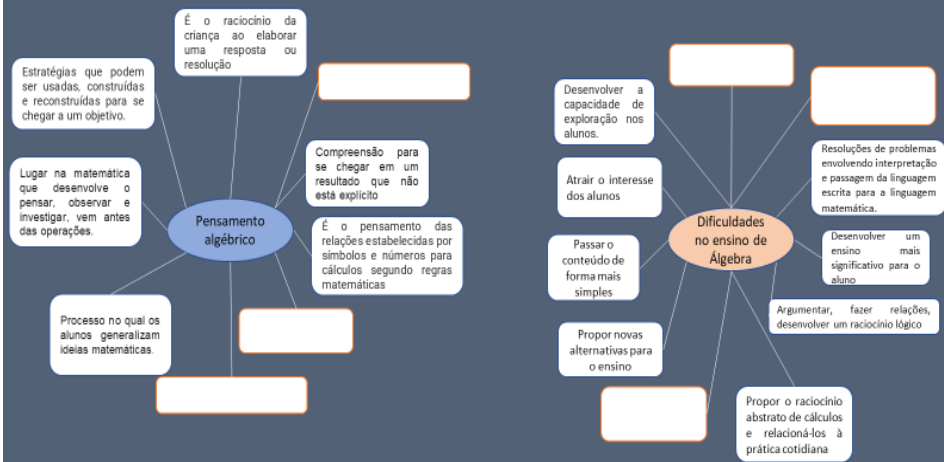 É o raciocínio da
criança ao elaborar
uma resposta ou
resolução
Estratégias que podem
ser usadas, construídas
e reconstruídas para se
chegar a um objetivo.
Compreensão para
se chegar em um
resultado que não
está explícito
Lugar na matemática
que desenvolve o
pensar, observar e
investigar, vem antes
das operações.
Pensamento
algébrico
É o pensamento das
relações estabelecidas por
símbolos e números para
cálculos segundo regras
matemáticas
Processo no qual os
alunos generalizam
ideias matemáticas.
Desenvolver a
capacidade de
exploração nos
alunos.
Resoluções de problemas
envolvendo interpretação
e passagem da linguagem
escrita para a linguagem
matemática.
Atrair o interesse
dos alunos
Dificuldades
no ensino de
Álgebra
Passar o
conteúdo de
forma mais
simples
Desenvolver um
ensino mais
significativo para o
aluno
Argumentar, fazer relações,
desenvolver um raciocínio lógico
Propor novas
alternativas para
o ensino
Propor o raciocínio
abstrato de cálculos
e relacioná-los à
prática cotidiana